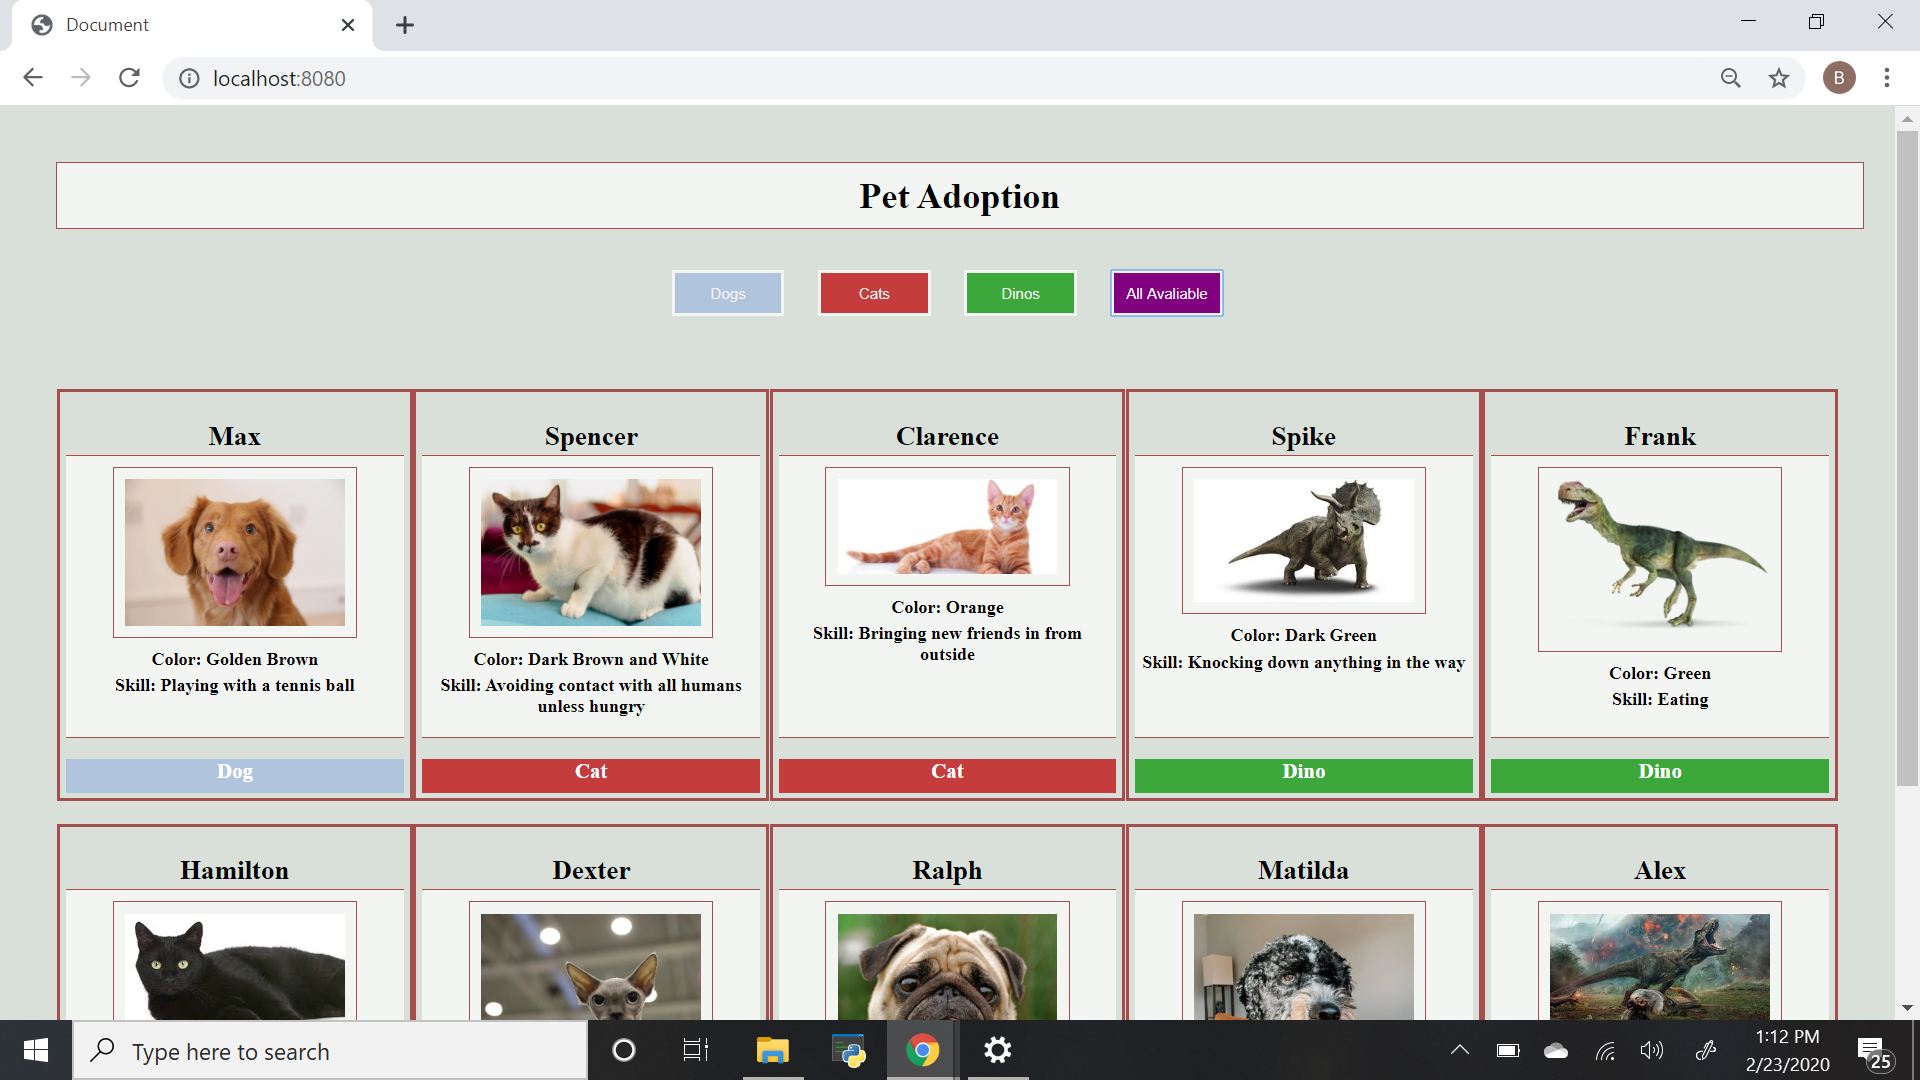 Document
localhost:8080
B
Pet Adoption
Dogs
Cats
Dinos
All Avaliable
Max
Color: Golden Brown
Skill: Playing with a tennis ball
Dog
Spencer
Color: Dark Brown and White
Skill: Avoiding contact with all humans
unless hungry
Cat
Clarence
Color: Orange
Skill: Bringing new friends in from
outside
Cat
Spike
Color: Dark Green
Skill: Knocking down anything in the way
Dino
Frank
Color: Green
Skill: Eating
Dino
Hamilton
Dexter
Ralph
Matilda
Alex
Type here to search
1:12 PM
2/23/2020
25